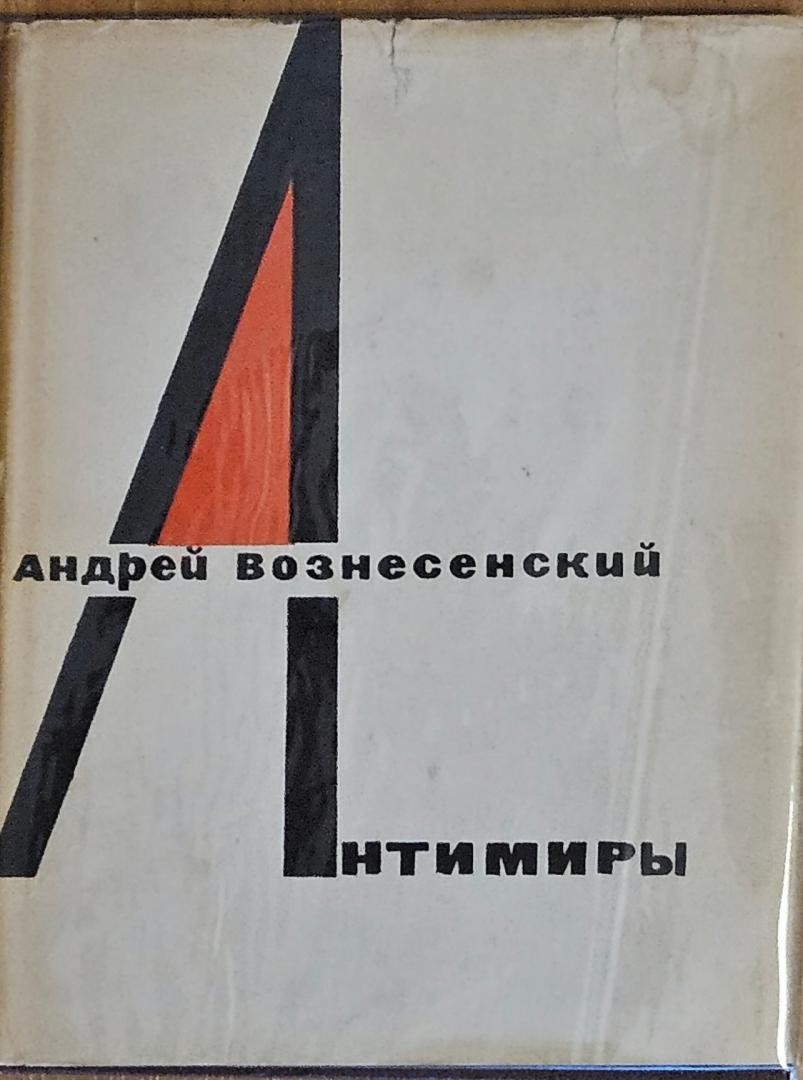 Андрей Вознесенский
Антимиры